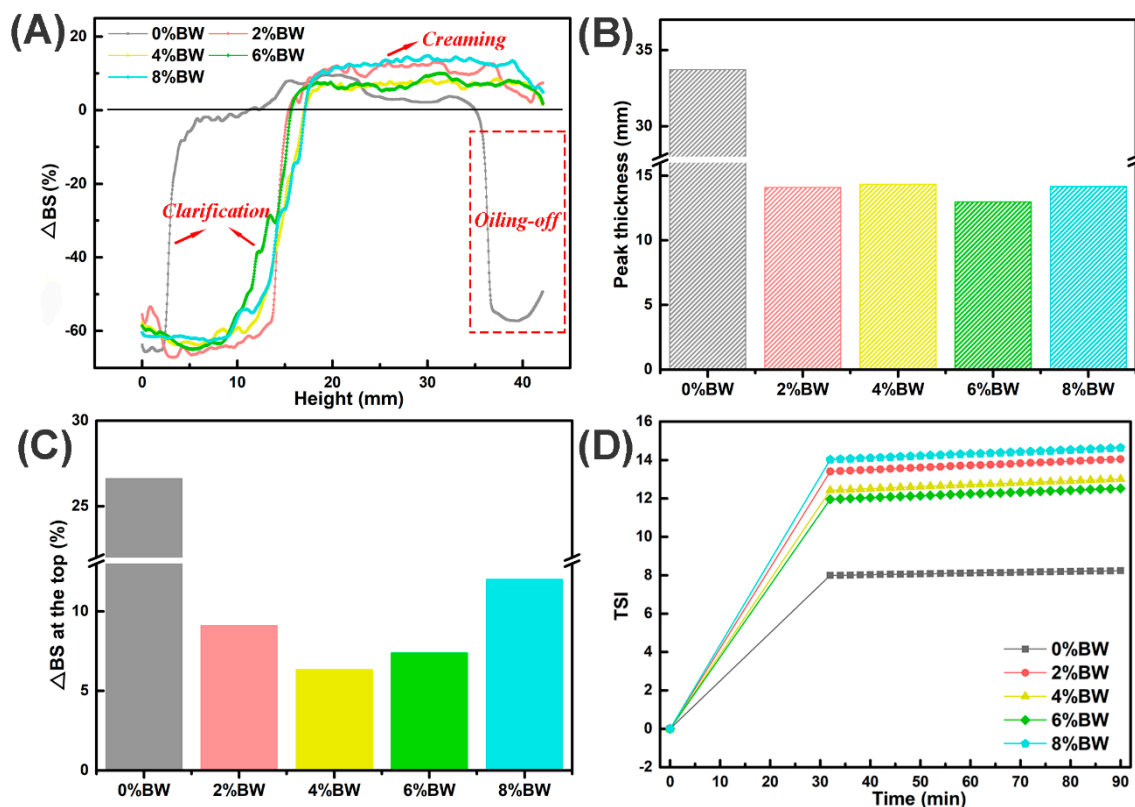 (A)
0%BW 2%BW
4%BW 6%BW
8%BW
Creaming
Clarification
Oiling-off
20
0
-20
-40
-60
△BS (%)
0 10 20 30 40
Height (mm)
(B)
35
30
15
10
5
0
Peak thickness (mm)
0%BW 2%BW 4%BW 6%BW 8%BW
(C)
30
25
10
5
0
△BS at the top (%)
0%BW 2%BW 4%BW 6%BW 8%BW
(D)
16
14
12
10
8
6
4
2
0
-2
TSI
0%BW
2%BW
4%BW
6%BW
8%BW
0 10 20 30 40 50 60 70 80 90
Time (min)